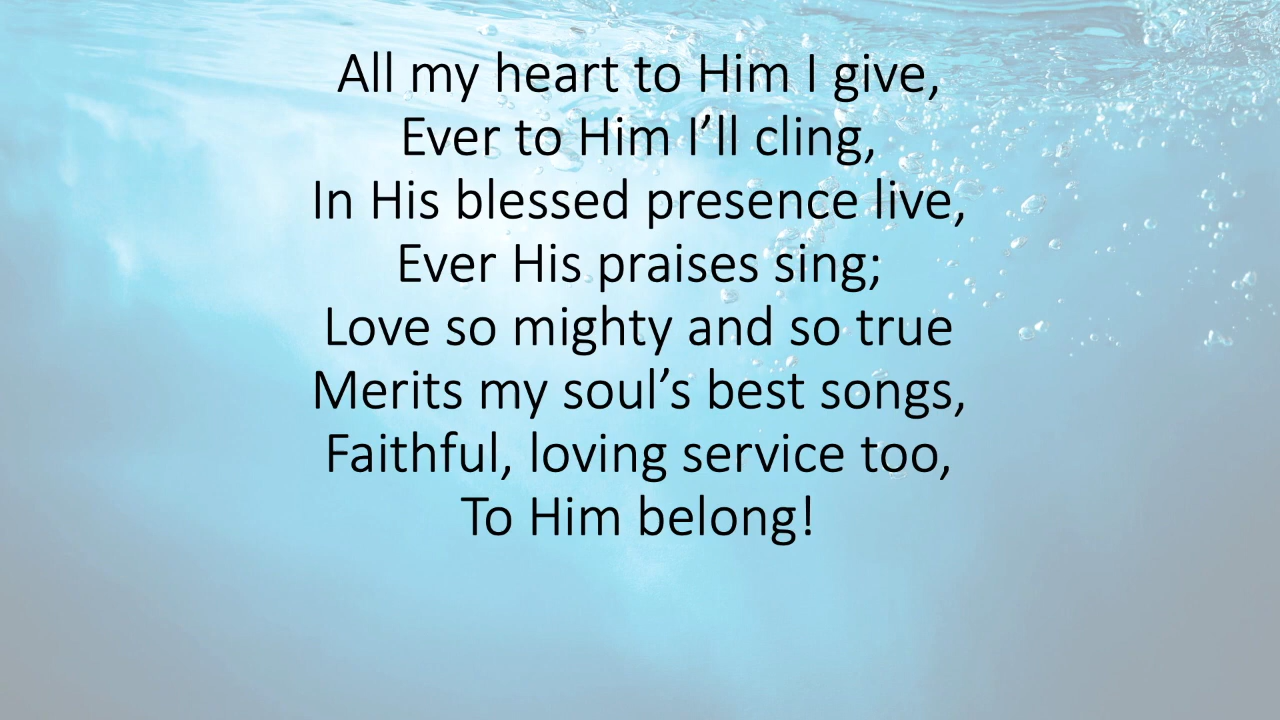 All my heart to Him I give,
Ever to Him I’ll cling,
In His blessed presence live,
Ever His praises sing;
Love so mighty and so true
Merits my soul’s best songs,
Faithful, loving service too,
To Him belong!